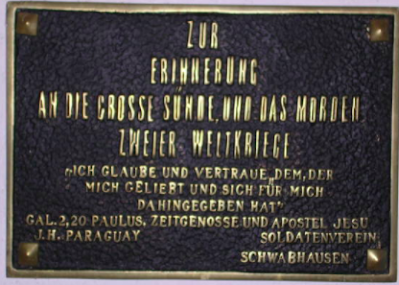 ZUR
ERINNERUNG
AN DIE GROSSE SÜNDE, UND DAS MORDEN
ZWEIER WELTKRIEGE
"ICH GLAUBE UND VERTRAUE DEM, DER
MICH GELIEBT UND SICH FÜR MICH
DAHINGEGEBEN HAT"
GAL. 2,20 PAULUS, ZEITGENOSSE UND APOSTEL JESU
J.H. PARAGUAY SOLDATENVEREIN
SCHWABHAUSEN